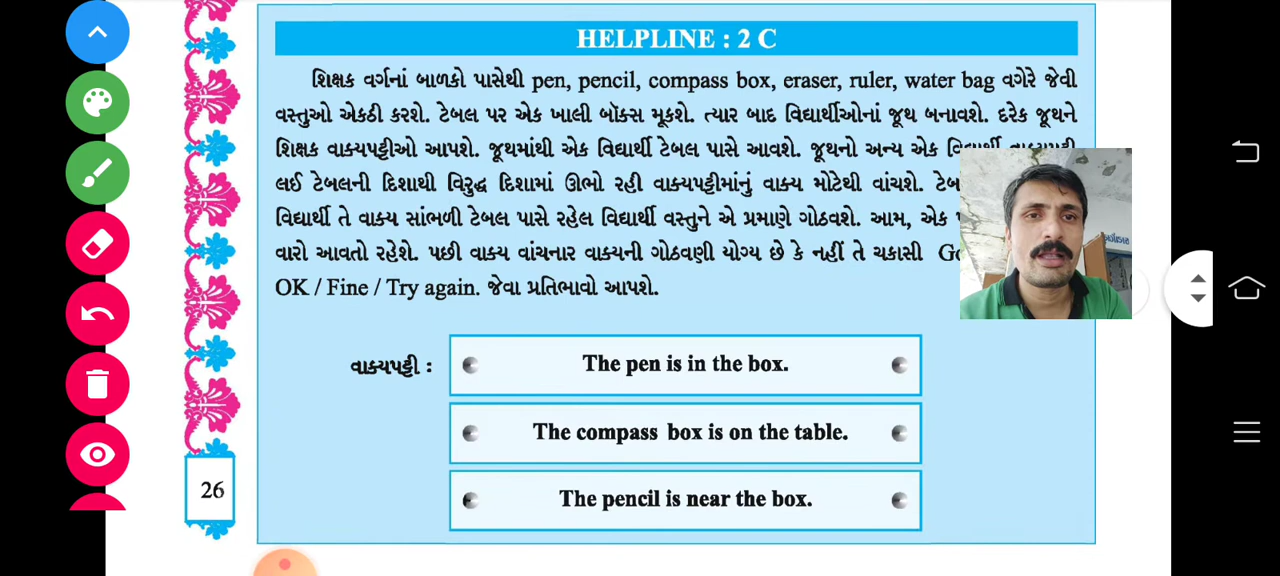 HELPLINE : 2 C
શિક્ષક વર્ગનાં બાળકો પાસેથી pen, pencil, compass box, eraser, ruler, water bag વગેરે જેવી
વસ્તુઓ એકઠી કરશે. ટેબલ પર એક ખાલી બૉક્સ મૂકશે. ત્યાર બાદ વિદ્યાર્થીઓનાં જૂથ બનાવશે. દરેક જૂથને
શિક્ષક વાક્યપટ્ટીઓ આપશે. જૂથમાંથી એક વિદ્યાર્થી ટેબલ પાસે આવશે. જૂથનો અન્ય એક
લઈ ટેબલની દિશાથી વિરુદ્ધ દિશામાં ઊભો રહી વાક્યપટ્ટીમાંનું વાક્ય મોટેથી વાંચશે.
વિદ્યાર્થી તે વાક્ય સાંભળી ટેબલ પાસે રહેલ વિદ્યાર્થી વસ્તુને એ પ્રમાણે ગોઠવશે. આમ, એક
વારો આવતો રહેશે. પછી વાક્ય વાંચનાર વાક્યની ગોઠવણી યોગ્ય છે કે નહીં તે ચકાસી
OK / Fine / Try again. જેવા પ્રતિભાવો આપશે.
વાક્યપટ્ટી :
The pen is in the box.
The compass box is on the table.
The pencil is near the box.
26